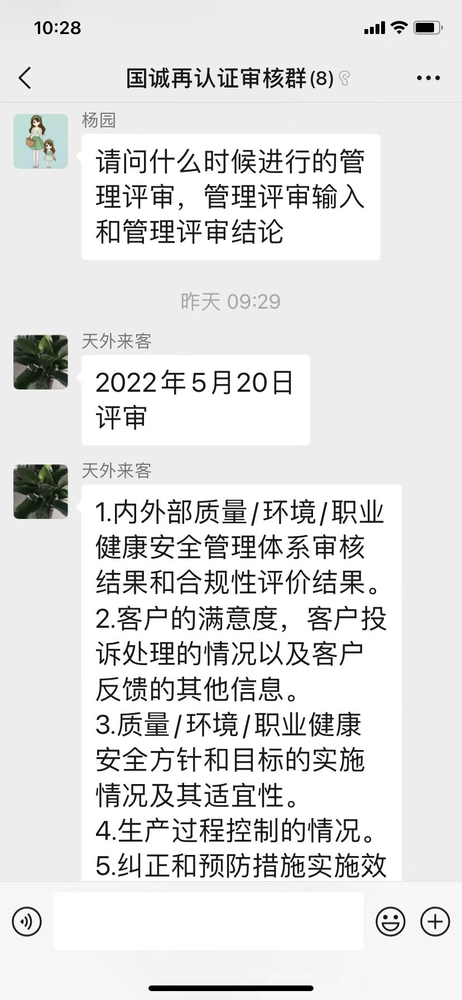 10:28
国诚再认证审核群(8)
杨园
请问什么时候进行的管
理评审，管理评审输入
和管理评审结论
昨天 09:29
天外来客
2022年5月20日
评审
天外来客
1.内外部质量/环境/职业
健康安全管理体系审核
结果和合规性评价结果。
2.客户的满意度，客户投
诉处理的情况以及客户
反馈的其他信息。
3.质量/环境/职业健康
安全方针和目标的实施
情况及其适宜性。
4.生产过程控制的情况。
5.纠正和预防措施实施效